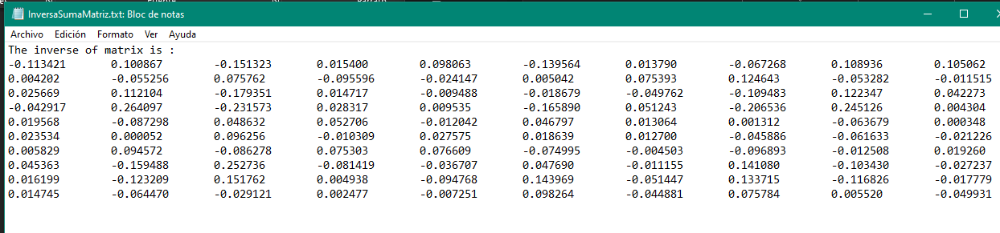 InversaSumaMatriz.txt: Bloc de notas
Archivo Edición Formato Ver Ayuda
The inverse of matrix is :
-0.113421 0.100867 -0.151323 0.015400 0.098063 -0.139564 0.013790 -0.067268 0.108936 0.105062
0.004202 -0.055256 0.075762 -0.095596 -0.024147 0.005042 0.075393 0.124643 -0.053282 -0.011515
0.025669 0.112104 -0.179351 0.014717 -0.009488 -0.018679 -0.049762 -0.109483 0.122347 0.042273
-0.042917 0.264097 -0.231573 0.028317 0.009535 -0.165890 0.051243 -0.206536 0.245126 0.004304
0.019568 -0.087298 0.048632 0.052706 -0.012042 0.046797 0.013064 0.001312 -0.063679 0.000348
0.023534 0.000052 0.096256 -0.010309 0.027575 0.018639 0.012700 -0.045886 -0.061633 -0.021226
0.005829 0.094572 -0.086278 0.075303 0.076609 -0.074995 -0.004503 -0.096893 -0.012508 0.019260
0.045363 -0.159488 0.252736 -0.081419 -0.036707 0.047690 -0.011155 0.141080 -0.103430 -0.027237
0.016199 -0.123209 0.151762 0.004938 -0.094768 0.143969 -0.051447 0.133715 -0.116826 -0.017779
0.014745 -0.064470 -0.029121 0.002477 -0.007251 0.098264 -0.044881 0.075784 0.005520 -0.049931